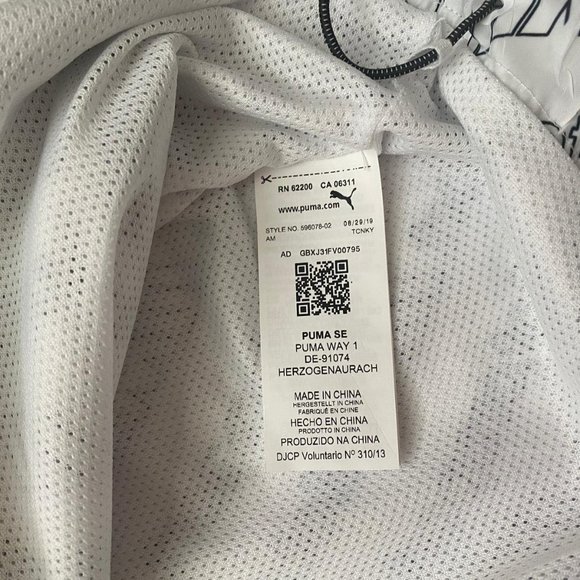 RN 62200 CA 06311
www.puma.com
STYLE NO. 596078-02 08/29/19
AM TCNKY
AD GBXJ31FV00795
PUMA SE
PUMA WAY 1
DE-91074
HERZOGENAURACH
MADE IN CHINA
HERGESTELLT IN CHINA
FABRIQUÉ EN CHINE
HECHO EN CHINA
PRODOTTO IN CHINA
PRODUZIDO NA CHINA
DJCP Voluntario Nº 310/13